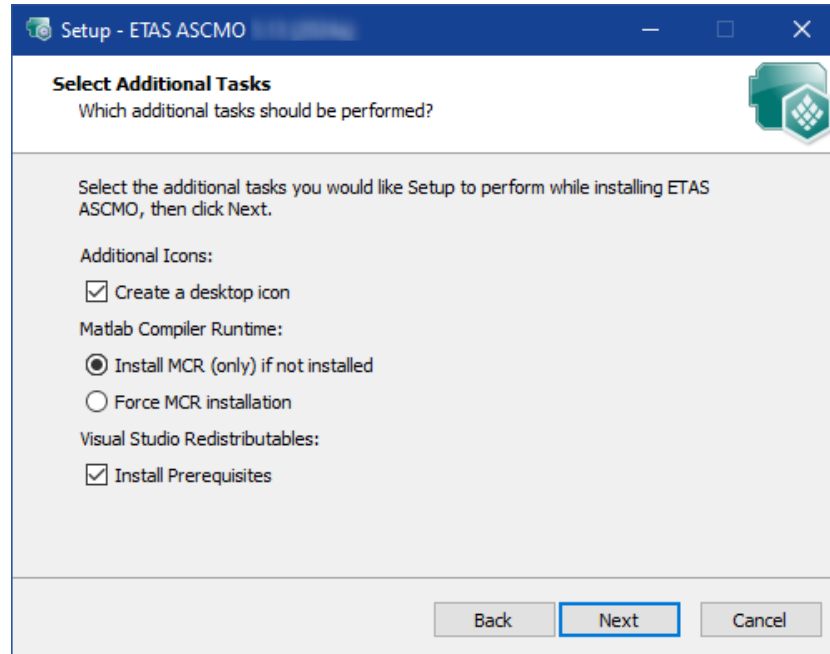 Setup - ETAS ASCMO
Select Additional Tasks
Which additional tasks should be performed?
Select the additional tasks you would like Setup to perform while installing ETAS
ASCMO, then click Next.
Additional Icons:
Create a desktop icon
Matlab Compiler Runtime:
Install MCR (only) if not installed
Force MCR installation
Visual Studio Redistributables:
Install Prerequisites
Back Next Cancel